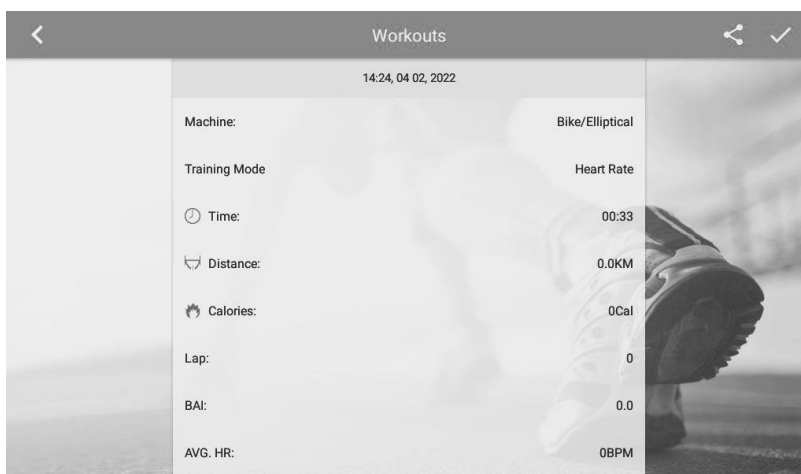 Workouts
14:24, 04 02, 2022
Machine: Bike/Elliptical
Training Mode Heart Rate
Time: 00:33
Distance: 0.0KM
Calories: 0Cal
Lap: 0
BAI: 0.0
AVG. HR: 0BPM